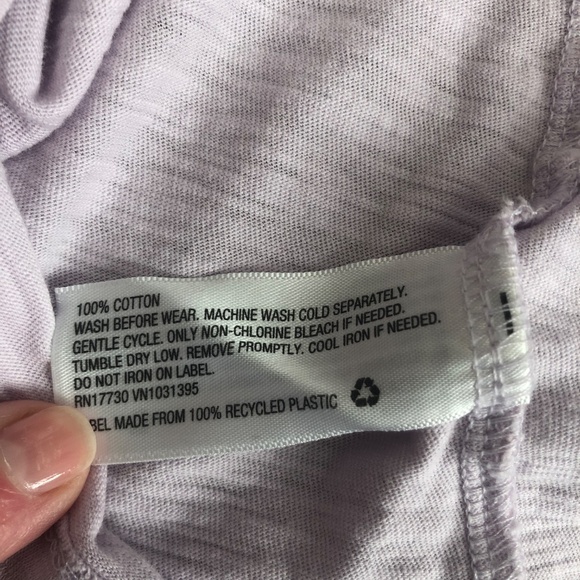 100% COTTON
WASH BEFORE WEAR. MACHINE WASH COLD SEPARATELY.
GENTLE CYCLE. ONLY NON-CHLORINE BLEACH IF NEEDED.
TUMBLE DRY LOW. REMOVE PROMPTLY. COOL IRON IF NEEDED.
DO NOT IRON ON LABEL.
RN17730 VN1031395
BEL MADE FROM 100% RECYCLED PLASTIC